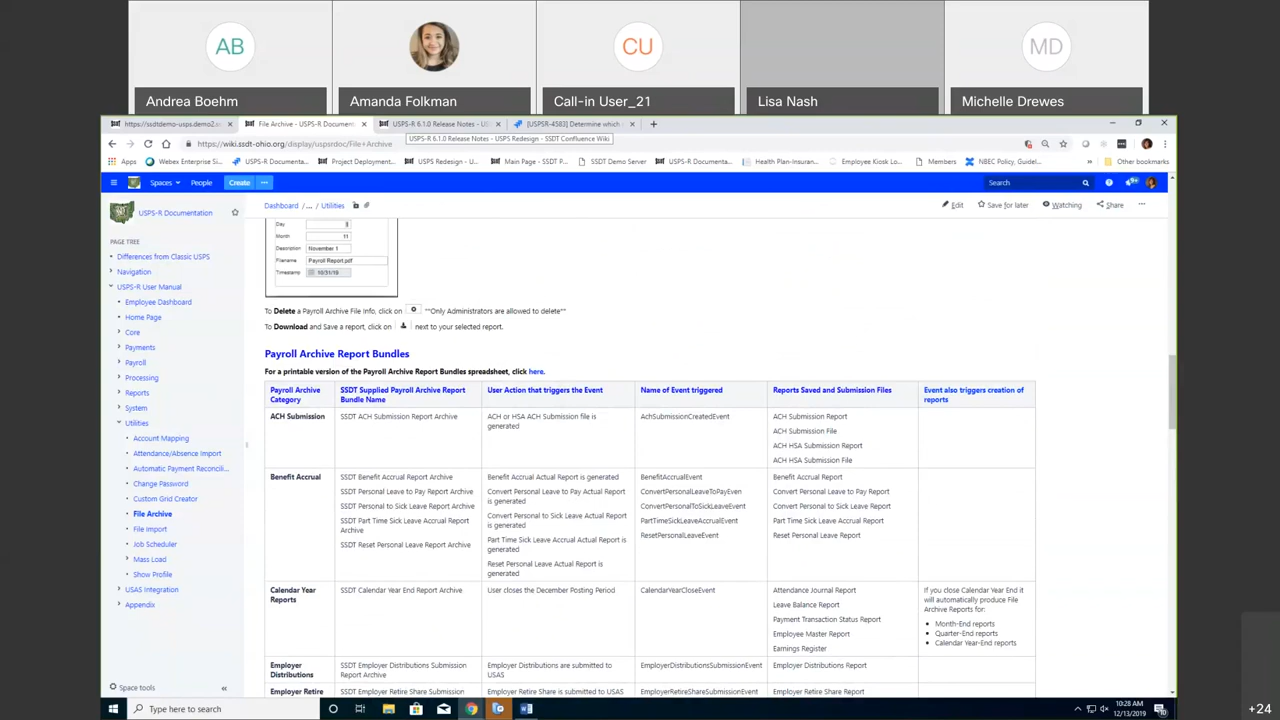 AB
CU
MD
Andrea Boehm
Amanda Folkman
Call-in User_21
Lisa Nash
Michelle Drewes
https://ssdtdemo-usps.demo2.s
File Archive - USPS-R Documentat
USPS-R 6.1.0 Release Notes - US
[USPSR-4583] Determine which
USPS-R 6.1.0 Release Notes - USPS Redesign - SSDT Confluence Wiki
https://wiki.ssdt-ohio.org/display/uspsrdoc/File+Archive
Apps
Webex Enterprise Si...
USPS-R Documenta...
Project Deployment...
USPS Redesign - U...
Main Page - SSDT P...
SSDT Demo Server
USPS-R Documenta...
Health Plan-Insuran...
Employee Kiosk Lo...
Members
NBEC Policy, Guidel...
Other bookmarks
Spaces
People
Create
Search
9+
USPS-R Documentation
Dashboard /... / Utilities
Edit
Save for later
Watching
Share
PAGE TREE
Differences from Classic USPS
Navigation
USPS-R User Manual
Employee Dashboard
Home Page
Core
Payments
Payroll
Processing
Reports
System
Utilities
Account Mapping
Attendance/Absence Import
Automatic Payment Reconcili...
Change Password
Custom Grid Creator
File Archive
File Import
Job Scheduler
Mass Load
Show Profile
USAS Integration
Appendix
Space tools
Day
Month 11
Description November 1
Filename Payroll Report.pdf
Timestamp 10/31/19
To Delete a Payroll Archive File Info, click on **Only Administrators are allowed to delete**
To Download and Save a report, click on next to your selected report.
Payroll Archive Report Bundles
For a printable version of the Payroll Archive Report Bundles spreadsheet, click here.
Payroll Archive Category
SSDT Supplied Payroll Archive Report Bundle Name
User Action that triggers the Event
Name of Event triggered
Reports Saved and Submission Files
Event also triggers creation of reports
ACH Submission
SSDT ACH Submission Report Archive
ACH or HSA ACH Submission file is generated
AchSubmissionCreatedEvent
ACH Submission Report
ACH Submission File
ACH HSA Submission Report
ACH HSA Submission File
Benefit Accrual
SSDT Benefit Accrual Report Archive
SSDT Personal Leave to Pay Report Archive
SSDT Personal to Sick Leave Report Archive
SSDT Part Time Sick Leave Accrual Report Archive
SSDT Reset Personal Leave Report Archive
Benefit Accrual Actual Report is generated
Convert Personal Leave to Pay Actual Report is generated
Convert Personal to Sick Leave Actual Report is generated
Part Time Sick Leave Accrual Actual Report is generated
Reset Personal Leave Actual Report is generated
BenefitAccrualEvent
ConvertPersonalLeaveToPayEven
ConvertPersonalToSickLeaveEvent
PartTimeSickLeaveAccrualEvent
ResetPersonalLeaveEvent
Benefit Accrual Report
Convert Personal Leave to Pay Report
Convert Personal to Sick Leave Report
Part Time Sick Leave Accrual Report
Reset Personal Leave Report
Calendar Year Reports
SSDT Calendar Year End Report Archive
User closes the December Posting Period
CalendarYearCloseEvent
Attendance Journal Report
Leave Balance Report
Payment Transaction Status Report
Employee Master Report
Earnings Register
If you close Calendar Year End it will automatically produce File Archive Reports for:
Month-End reports
Quarter-End reports
Calendar Year-End reports
Employer Distributions
SSDT Employer Distributions Submission Report Archive
Employer Distributions are submitted to USAS
EmployerDistributionsSubmissionEvent
Employer Distributions Report
Employer Retire
SSDT Employer Retire Share Submission
Employer Retire Share is submitted to USAS
EmployerRetireShareSubmissionEvent
Employer Retire Share Report
Type here to search
10:28 AM
12/13/2019
+24